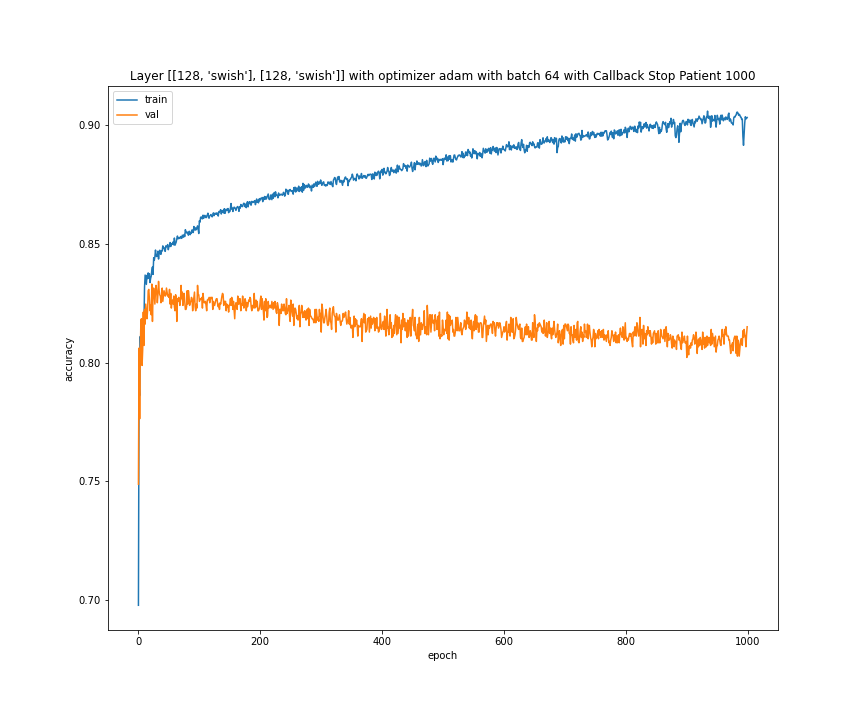 Layer [[128, 'swish'], [128, 'swish']] with optimizer adam with batch 64 with Callback Stop Patient 1000
train
val
0.90
0.85
0.80
0.75
0.70
accuracy
0 200 400 600 800 1000
epoch